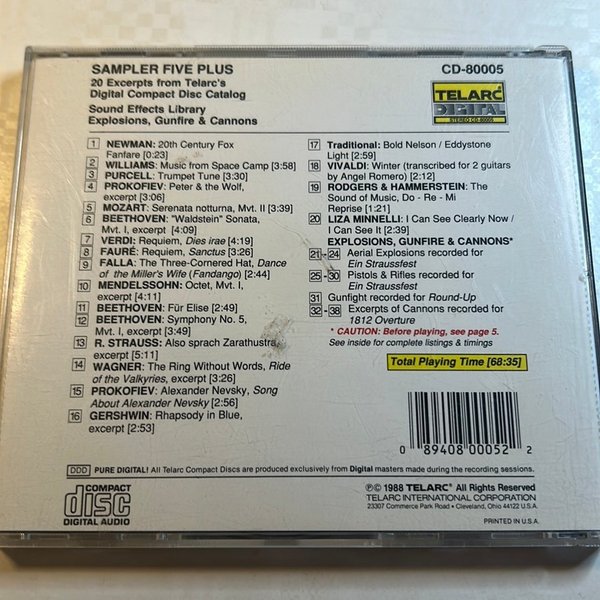 SAMPLER FIVE PLUS
20 Excerpts from Telarc's
Digital Compact Disc Catalog
Sound Effects Library
Explosions, Gunfire & Cannons
CD-80005
TELARC
DIGITAL
STEREO CD-80005
1 NEWMAN: 20th Century Fox
Fanfare [0:23]
2 WILLIAMS: Music from Space Camp [3:58]
3 PURCELL: Trumpet Tune [3:30]
4 PROKOFIEV: Peter & the Wolf,
excerpt [3:06]
5 MOZART: Serenata notturna, Mvt. II [3:39]
6 BEETHOVEN: "Waldstein" Sonata,
Mvt. I, excerpt [4:09]
7 VERDI: Requiem, Dies irae [4:19]
8 FAURÉ: Requiem, Sanctus [3:26]
9 FALLA: The Three-Cornered Hat, Dance
of the Miller's Wife (Fandango) [2:44]
10 MENDELSSOHN: Octet, Mvt. I,
excerpt [4:11]
11 BEETHOVEN: Für Elise [2:49]
12 BEETHOVEN: Symphony No. 5,
Mvt. I, excerpt [3:49]
13 R. STRAUSS: Also sprach Zarathustra,
excerpt [5:11]
14 WAGNER: The Ring Without Words, Ride of
the Valkyries, excerpt [3:26]
15 PROKOFIEV: Alexander Nevsky, Song
About Alexander Nevsky [2:56]
16 GERSHWIN: Rhapsody in Blue,
excerpt [2:53]
17 Traditional: Bold Nelson / Eddystone
Light [2:59]
18 VIVALDI: Winter (transcribed for 2 guitars
by Angel Romero) [2:12]
19 RODGERS & HAMMERSTEIN: The
Sound of Music, Do - Re - Mi
Reprise [1:21]
20 LIZA MINNELLI: I Can See Clearly Now /
I Can See It [2:39]
EXPLOSIONS, GUNFIRE & CANNONS*
21-24 Aerial Explosions recorded for
Ein Straussfest
25-30 Pistols & Rifles recorded for
Ein Straussfest
31 Gunfight recorded for Round-Up
32-38 Excerpts of Cannons recorded for
1812 Overture
* CAUTION: Before playing, see page 5.
See inside for complete listings & timings
Total Playing Time [68:35]
0 89408 00052 2
DDD PURE DIGITAL! All Telarc Compact Discs are produced exclusively from Digital masters made during the recording sessions.
COMPACT
disc
DIGITAL AUDIO
℗© 1988 TELARC® All Rights Reserved
TELARC INTERNATIONAL CORPORATION
23307 Commerce Park Road • Cleveland, Ohio 44122 U.S.A.
PRINTED IN U.S.A.